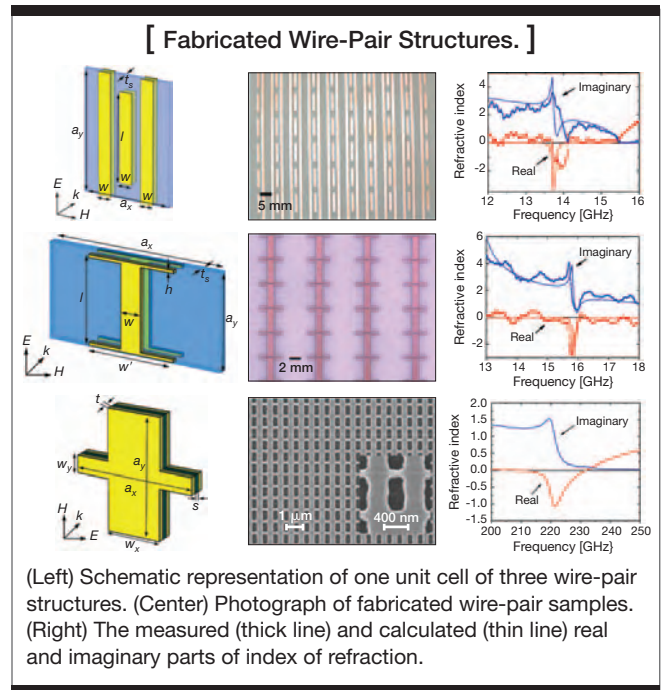 [ Fabricated Wire-Pair Structures. ]
t_s
a_y
l
w
w
w
a_x
E
k
H
5 mm
Refractive index
4
2
0
-2
Imaginary
Real
12 13 14 15 16
Frequency [GHz]
a_x
t_s
h
l
w
a_y
w'
E
k
H
2 mm
Refractive index
6
4
2
0
-2
Imaginary
Real
13 14 15 16 17 18
Frequency [GHz]
t
w_y
a_y
a_x
s
w_x
H
k
E
1 μm
400 nm
Refractive index
2.0
1.5
1.0
0.5
0.0
-0.5
-1.0
-1.5
Imaginary
Real
200 210 220 230 240 250
Frequency [GHz]
(Left) Schematic representation of one unit cell of three wire-pair
structures. (Center) Photograph of fabricated wire-pair samples.
(Right) The measured (thick line) and calculated (thin line) real
and imaginary parts of index of refraction.